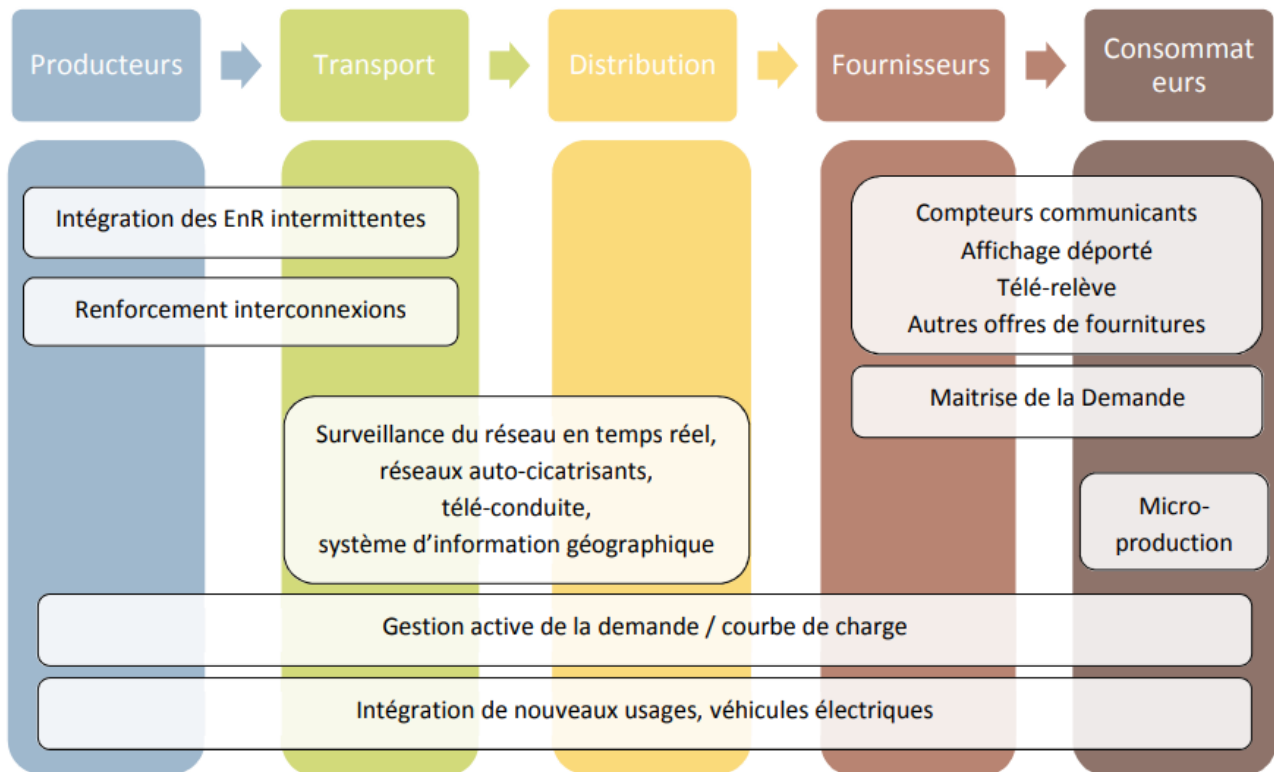 Producteurs
Transport
Distribution
Fournisseurs
Consommat
eurs
Intégration des EnR intermittentes
Renforcement interconnexions
Compteurs communicants
Affichage déporté
Télé-relève
Autres offres de fournitures
Maitrise de la Demande
Surveillance du réseau en temps réel,
réseaux auto-cicatrisants,
télé-conduite,
système d’information géographique
Micro-
production
Gestion active de la demande / courbe de charge
Intégration de nouveaux usages, véhicules électriques